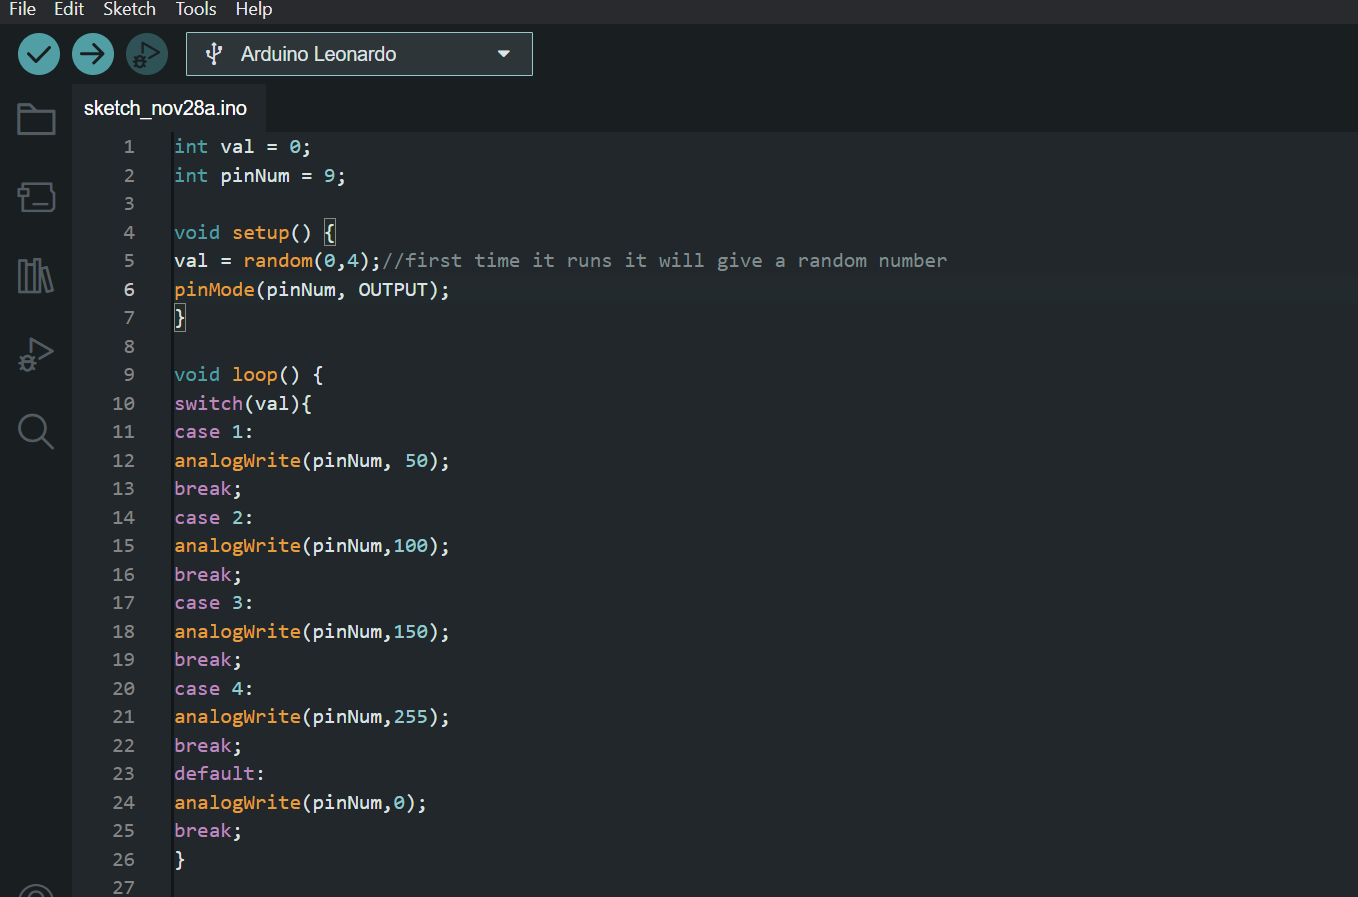 File Edit Sketch Tools Help
Arduino Leonardo
sketch_nov28a.ino
1 int val = 0;
2 int pinNum = 9;
3
4 void setup() {
5 val = random(0,4);//first time it runs it will give a random number
6 pinMode(pinNum, OUTPUT);
7 }
8
9 void loop() {
10 switch(val){
11 case 1:
12 analogWrite(pinNum, 50);
13 break;
14 case 2:
15 analogWrite(pinNum,100);
16 break;
17 case 3:
18 analogWrite(pinNum,150);
19 break;
20 case 4:
21 analogWrite(pinNum,255);
22 break;
23 default:
24 analogWrite(pinNum,0);
25 break;
26 }
27